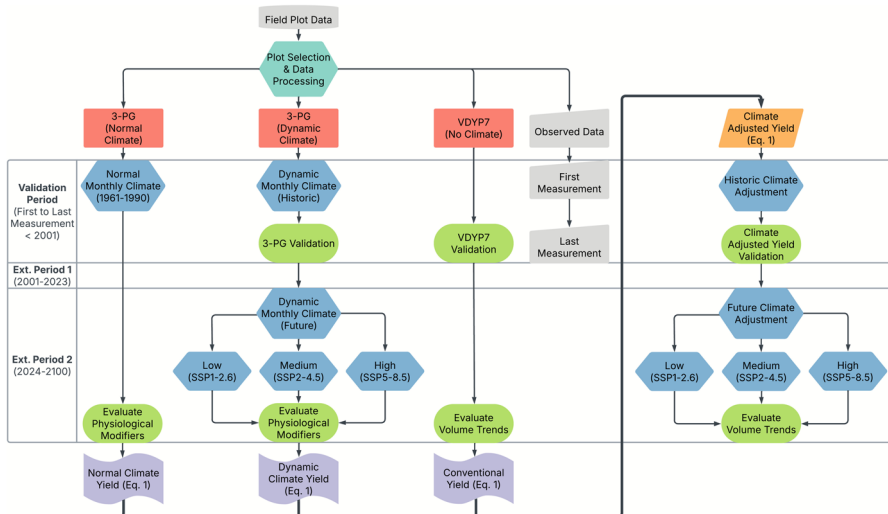 Field Plot Data
Plot Selection
& Data
Processing
3-PG
(Normal
Climate)
3-PG
(Dynamic
Climate)
VDYP7
(No Climate)
Observed Data
Climate
Adjusted Yield
(Eq. 1)
Validation
Period
(First to Last
Measurement
< 2001)
Normal
Monthly Climate
(1961-1990)
Dynamic
Monthly Climate
(Historic)
First
Measurement
Historic Climate
Adjustment
3-PG Validation
VDYP7
Validation
Last
Measurement
Climate
Adjusted Yield
Validation
Ext. Period 1
(2001-2023)
Ext. Period 2
(2024-2100)
Dynamic
Monthly Climate
(Future)
Future Climate
Adjustment
Low
(SSP1-2.6)
Medium
(SSP2-4.5)
High
(SSP5-8.5)
Low
(SSP1-2.6)
Medium
(SSP2-4.5)
High
(SSP5-8.5)
Evaluate
Physiological
Modifiers
Evaluate
Physiological
Modifiers
Evaluate
Volume Trends
Evaluate
Volume Trends
Normal Climate
Yield (Eq. 1)
Dynamic
Climate Yield
(Eq. 1)
Conventional
Yield (Eq. 1)